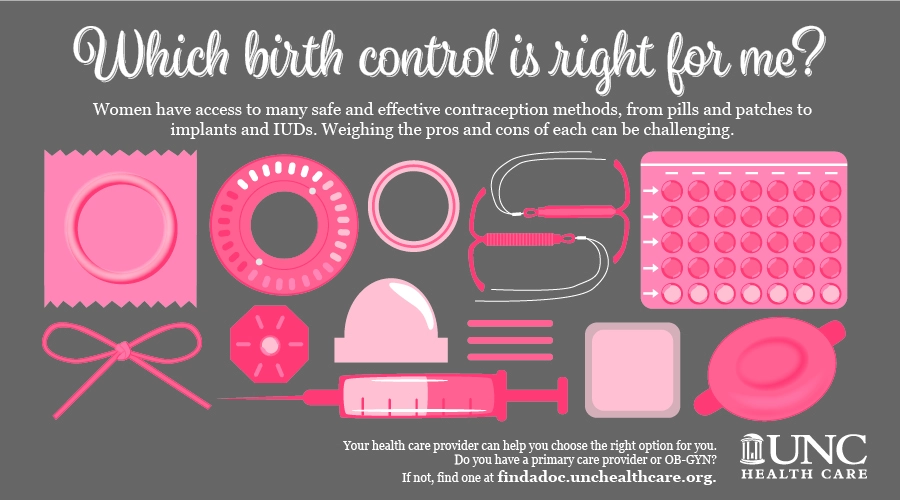 Which birth control is right for me?
Women have access to many safe and effective contraception methods, from pills and patches to
implants and IUDs. Weighing the pros and cons of each can be challenging.
Your health care provider can help you choose the right option for you.
Do you have a primary care provider or OB-GYN?
If not, find one at findadoc.unchealthcare.org.
UNC
HEALTH CARE